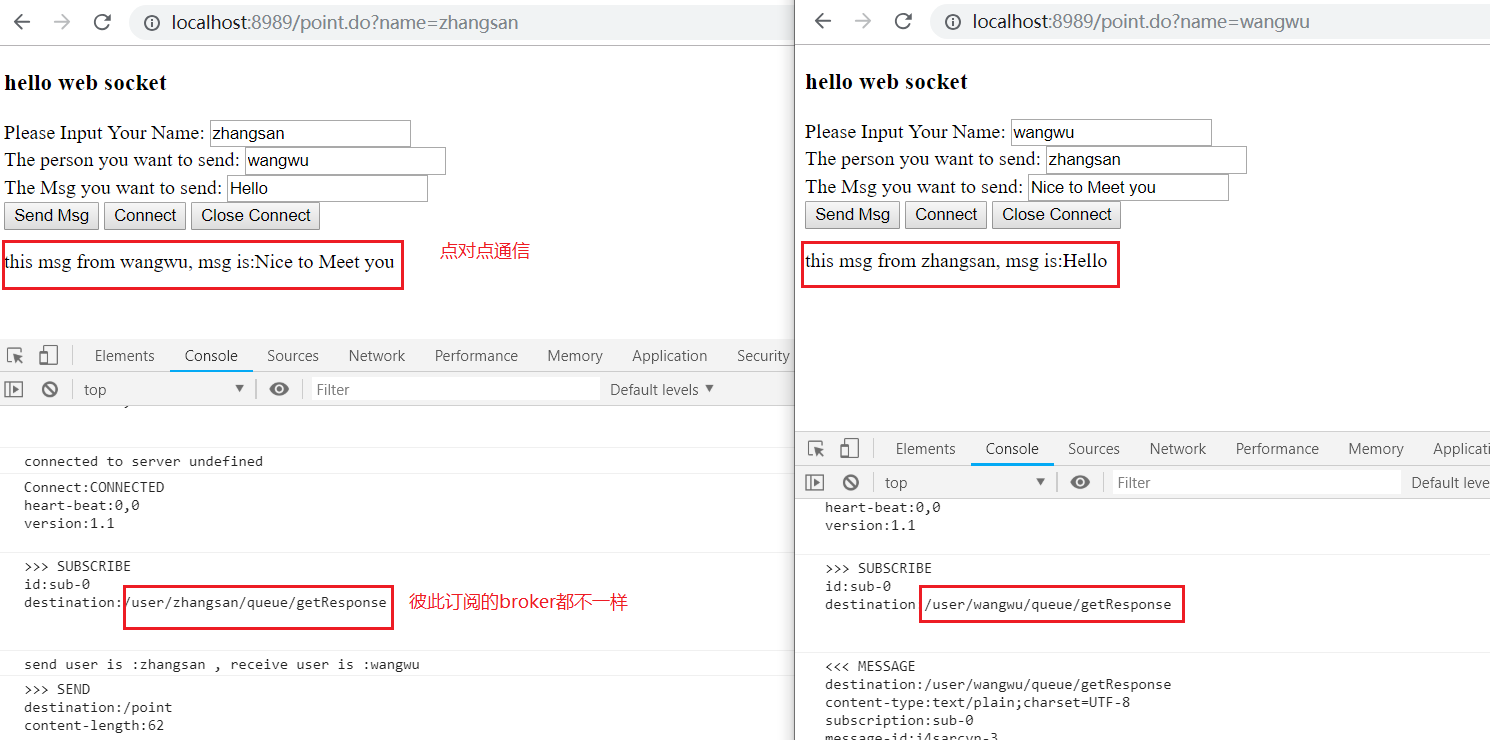 localhost:8989/point.do?name=zhangsan
hello web socket
Please Input Your Name: zhangsan
The person you want to send: wangwu
The Msg you want to send: Hello
Send Msg Connect Close Connect
this msg from wangwu, msg is:Nice to Meet you
点对点通信
Elements Console Sources Network Performance Memory Application Security
top Filter Default levels
connected to server undefined
Connect:CONNECTED
heart-beat:0,0
version:1.1
>>> SUBSCRIBE
id:sub-0
destination:/user/zhangsan/queue/getResponse
彼此订阅的broker都不一样
send user is :zhangsan , receive user is :wangwu
>>> SEND
destination:/point
content-length:62
localhost:8989/point.do?name=wangwu
hello web socket
Please Input Your Name: wangwu
The person you want to send: zhangsan
The Msg you want to send: Nice to Meet you
Send Msg Connect Close Connect
this msg from zhangsan, msg is:Hello
Elements Console Sources Network Performance Memory Applicati
top Filter Default leve
heart-beat:0,0
version:1.1
>>> SUBSCRIBE
id:sub-0
destination:/user/wangwu/queue/getResponse
<<< MESSAGE
destination:/user/wangwu/queue/getResponse
content-type:text/plain;charset=UTF-8
subscription:sub-0
message-id:i4sarcvn-3